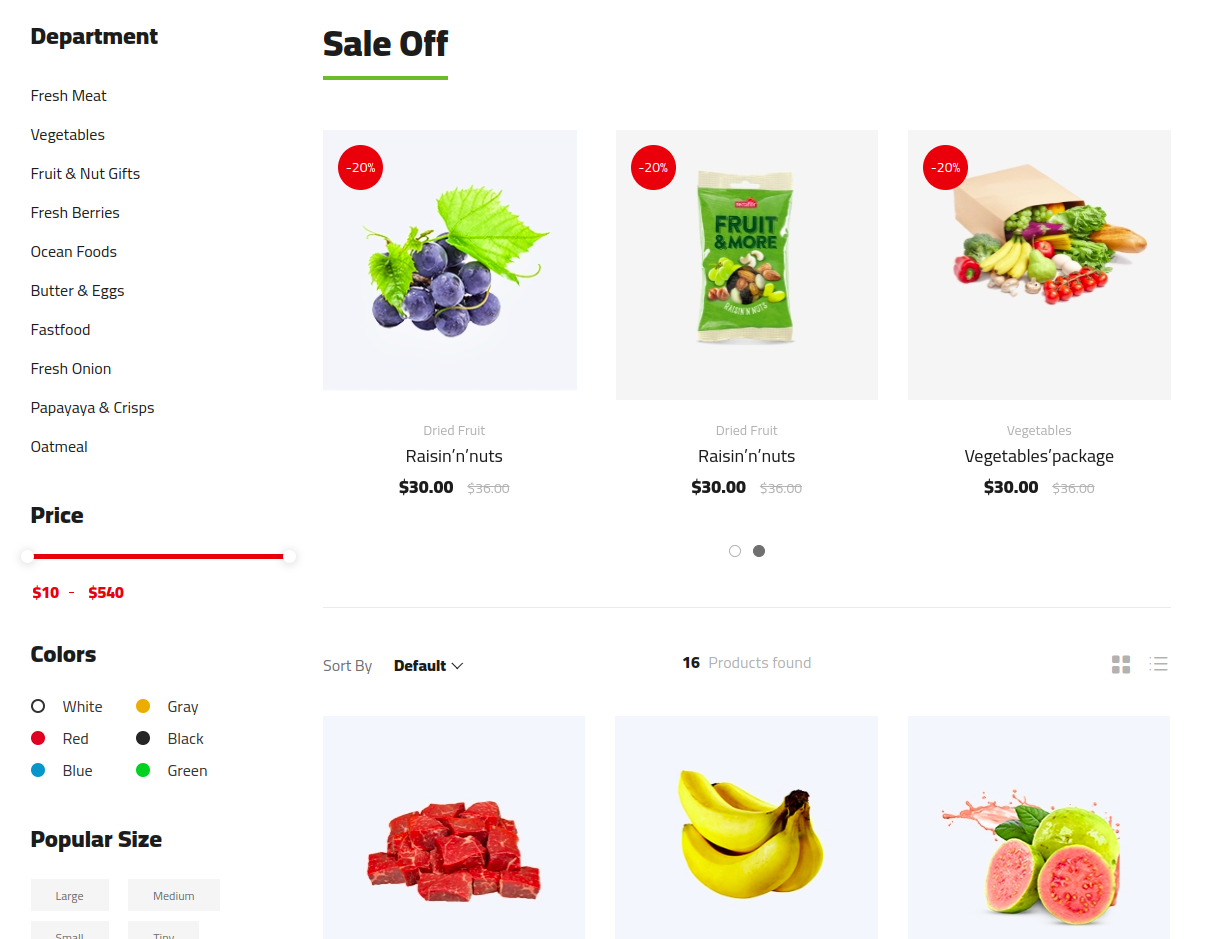 Department
Fresh Meat
Vegetables
Fruit & Nut Gifts
Fresh Berries
Ocean Foods
Butter & Eggs
Fastfood
Fresh Onion
Papayaya & Crisps
Oatmeal
Price
$10 - $540
Colors
White Gray
Red Black
Blue Green
Popular Size
Large Medium
Small Tiny
Sale Off
-20%
-20%
FRUIT
&MORE
RAISIN'N'NUTS
-20%
Dried Fruit
Raisin’n’nuts
$30.00 $36.00
Dried Fruit
Raisin’n’nuts
$30.00 $36.00
Vegetables
Vegetables’package
$30.00 $36.00
Sort By Default
16 Products found